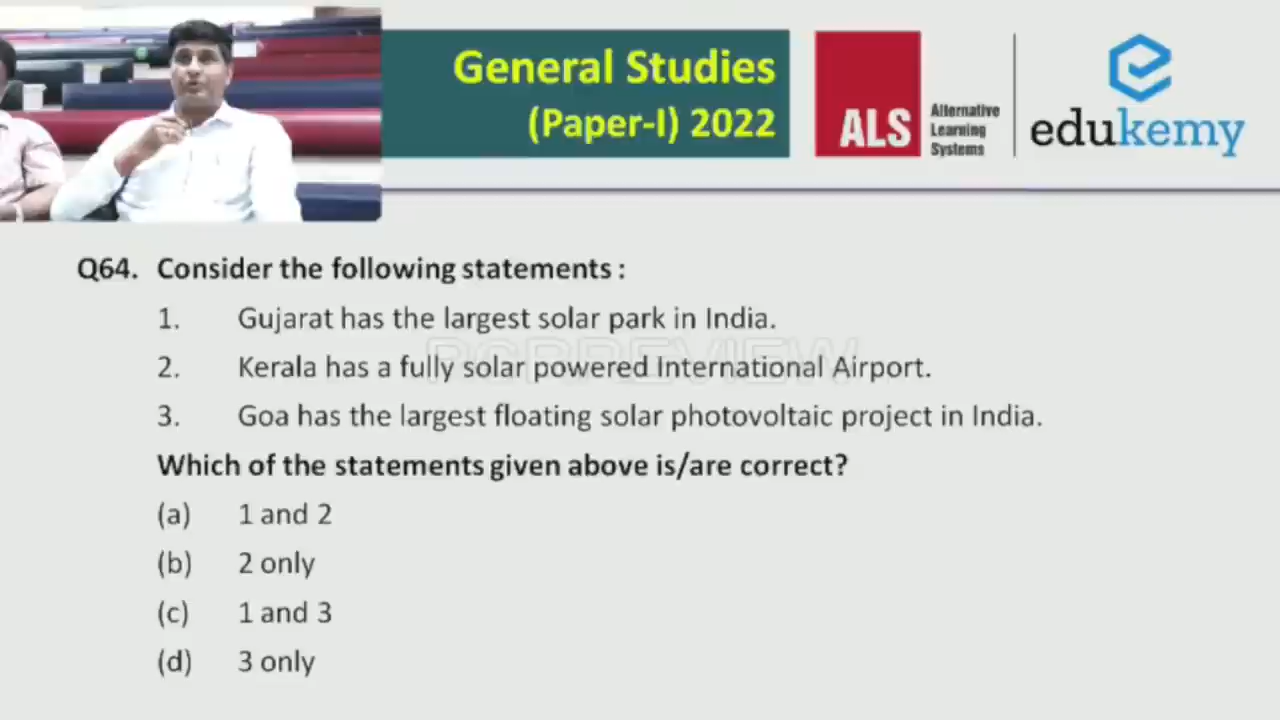 General Studies
(Paper-I) 2022
ALS
Alternative
Learning
Systems
edukemy
Q64. Consider the following statements :
1. Gujarat has the largest solar park in India.
PCPREVIEW
2. Kerala has a fully solar powered International Airport.
3. Goa has the largest floating solar photovoltaic project in India.
Which of the statements given above is/are correct?
(a) 1 and 2
(b) 2 only
(c) 1 and 3
(d) 3 only